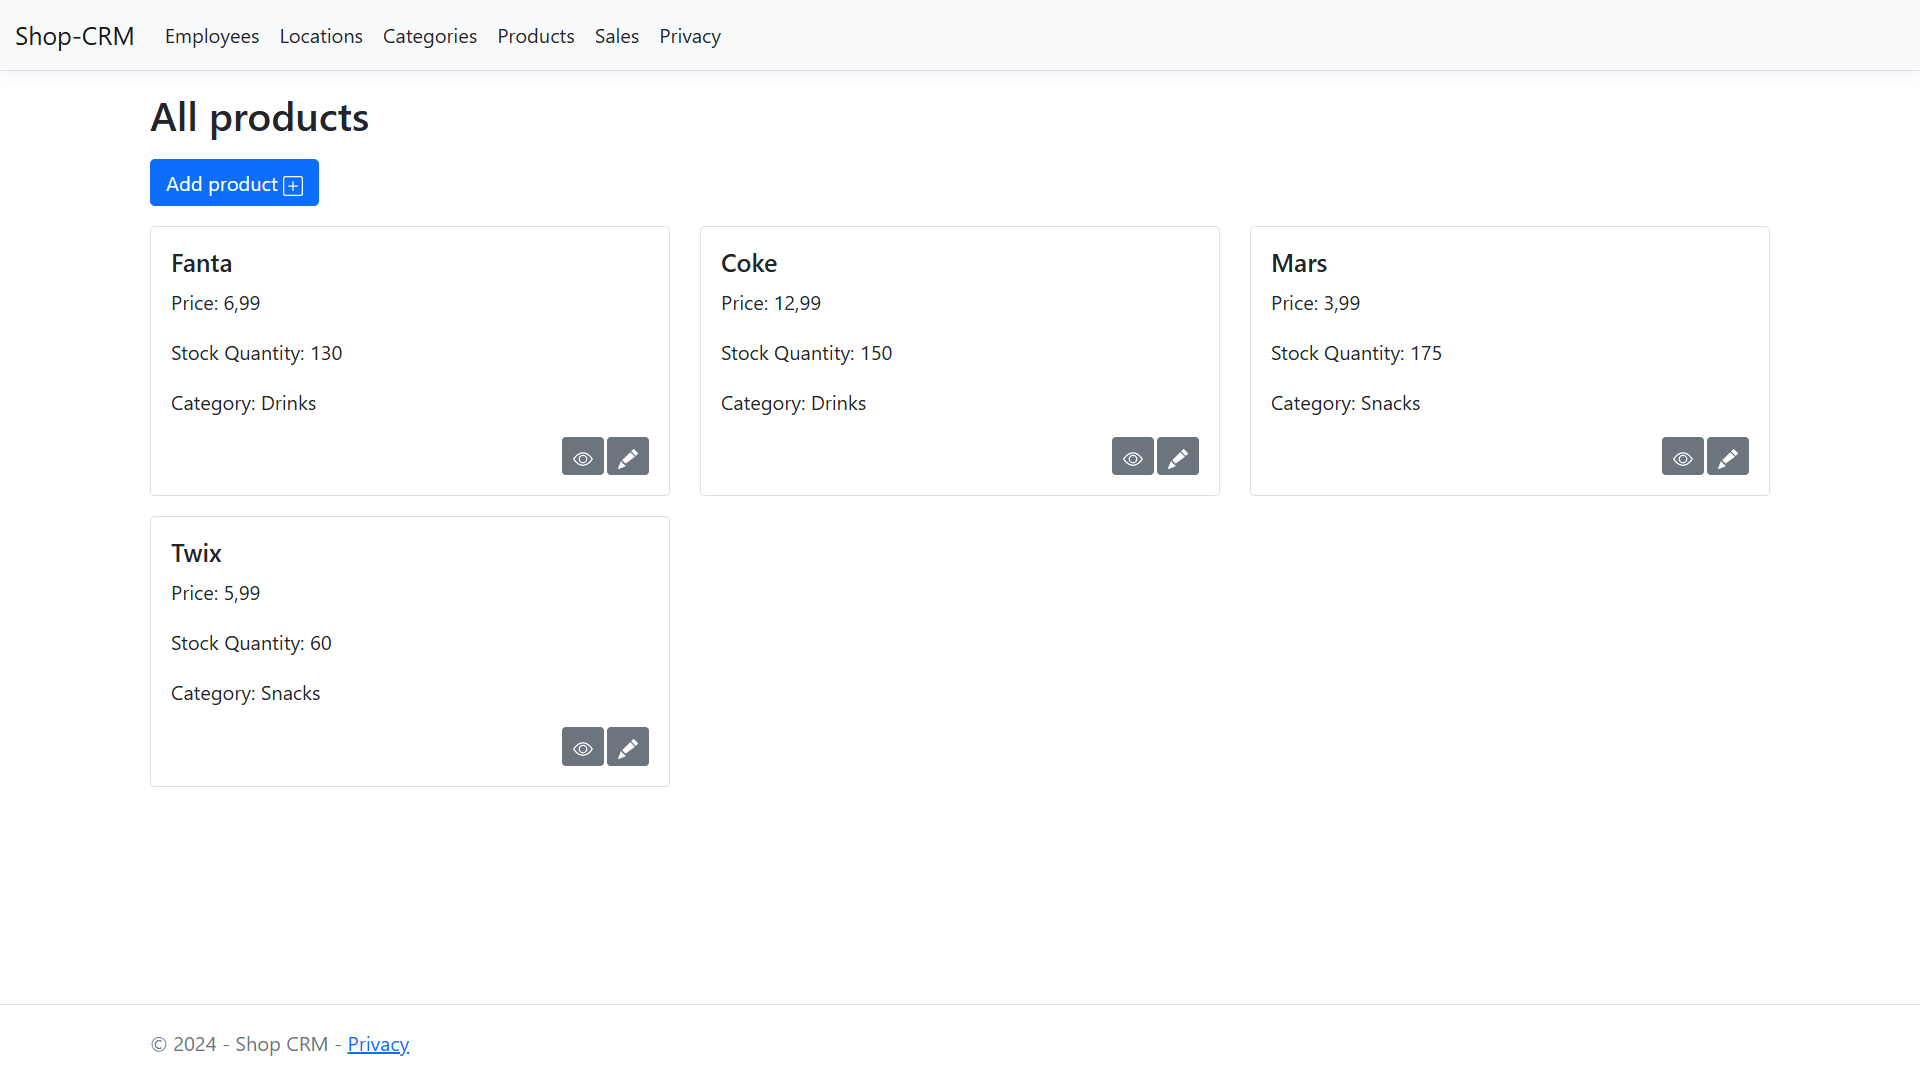 Shop-CRM Employees Locations Categories Products Sales Privacy
All products
Add product
Fanta
Price: 6,99
Stock Quantity: 130
Category: Drinks
Coke
Price: 12,99
Stock Quantity: 150
Category: Drinks
Mars
Price: 3,99
Stock Quantity: 175
Category: Snacks
Twix
Price: 5,99
Stock Quantity: 60
Category: Snacks
© 2024 - Shop CRM - Privacy